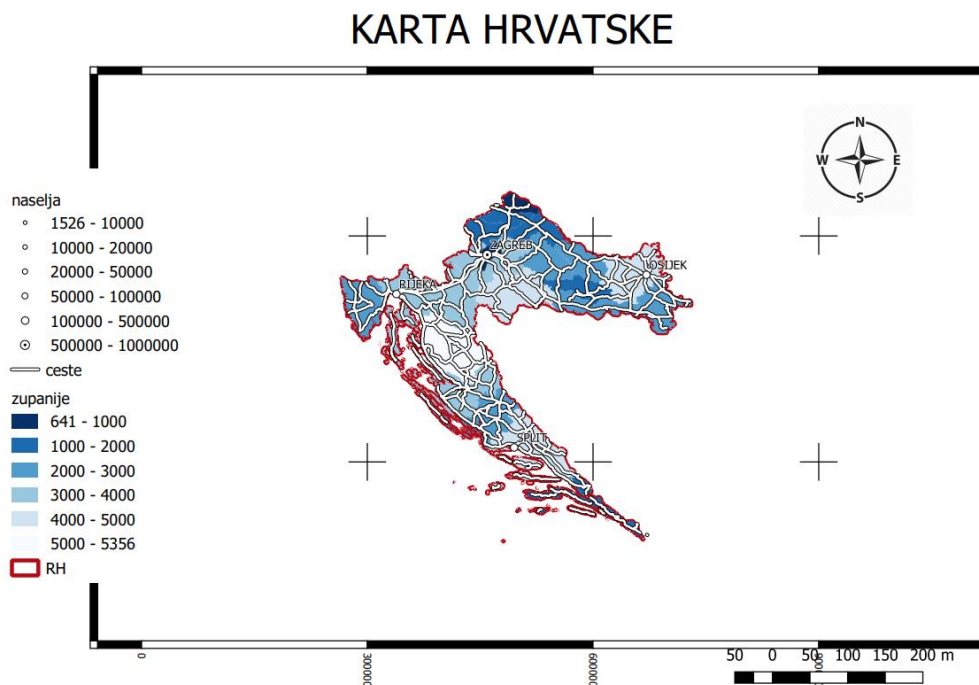 KARTA HRVATSKE
N
W E
S
naselja
1526 - 10000
10000 - 20000
20000 - 50000
50000 - 100000
100000 - 500000
500000 - 1000000
ceste
zupanije
641 - 1000
1000 - 2000
2000 - 3000
3000 - 4000
4000 - 5000
5000 - 5356
RH
ZAGREB
OSIJEK
RIJEKA
SPLIT
0
50 0 50 100 150 200 m